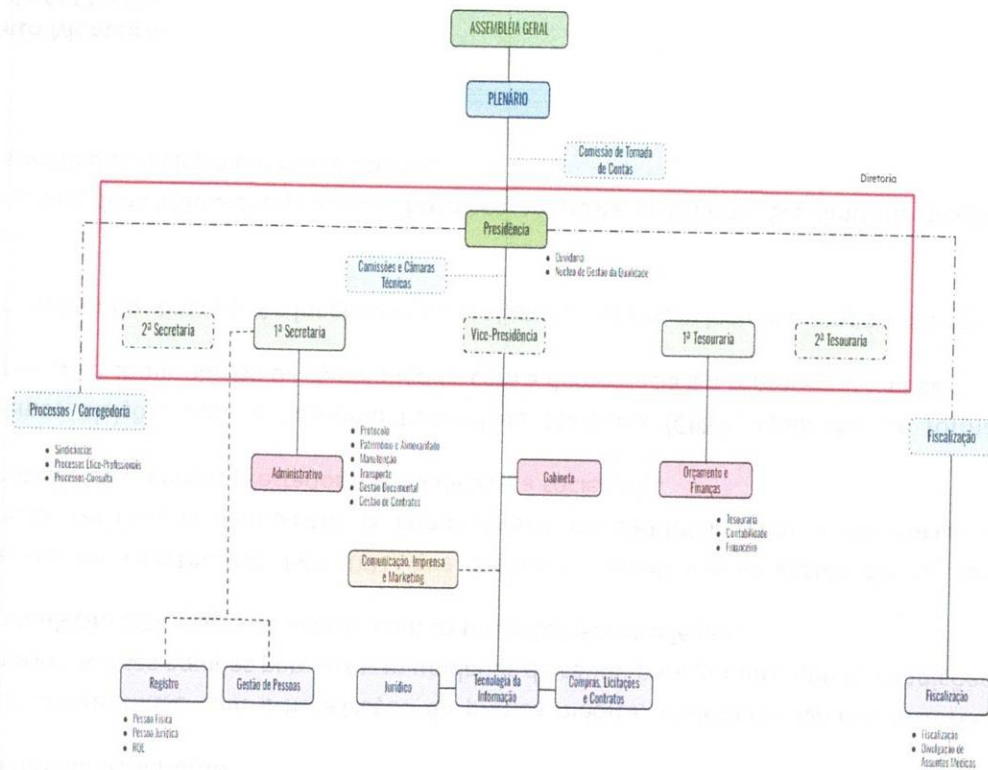 ASSEMBLÉIA GERAL
PLENÁRIO
Comissão de Tomada
de Contas
Diretoria
Presidência
• Ouvidoria
• Núcleo de Gestão da Qualidade
Comissões e Câmaras
Técnicas
2ª Secretaria
1ª Secretaria
Vice-Presidência
1ª Tesouraria
2ª Tesouraria
Processos / Corregedoria
• Sindicâncias
• Processos Ético-Profissionais
• Processos-Consulta
Fiscalização
Administrativo
• Protocolo
• Patrimônio e Almoxarifado
• Manutenção
• Transporte
• Gestão Documental
• Gestão de Contratos
Gabinete
Orçamento e
Finanças
• Tesouraria
• Contabilidade
• Financeiro
Comunicação, Imprensa
e Marketing
Registro
• Pessoa Física
• Pessoa Jurídica
• RQE
Gestão de Pessoas
Jurídico
Tecnologia da
Informação
Compras, Licitações
e Contratos
Fiscalização
• Fiscalização
• Divulgação de
Assuntos Médicos